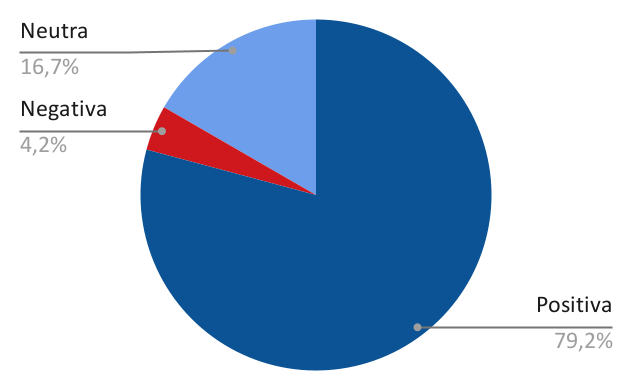 Neutra
16,7%
Negativa
4,2%
Positiva
79,2%